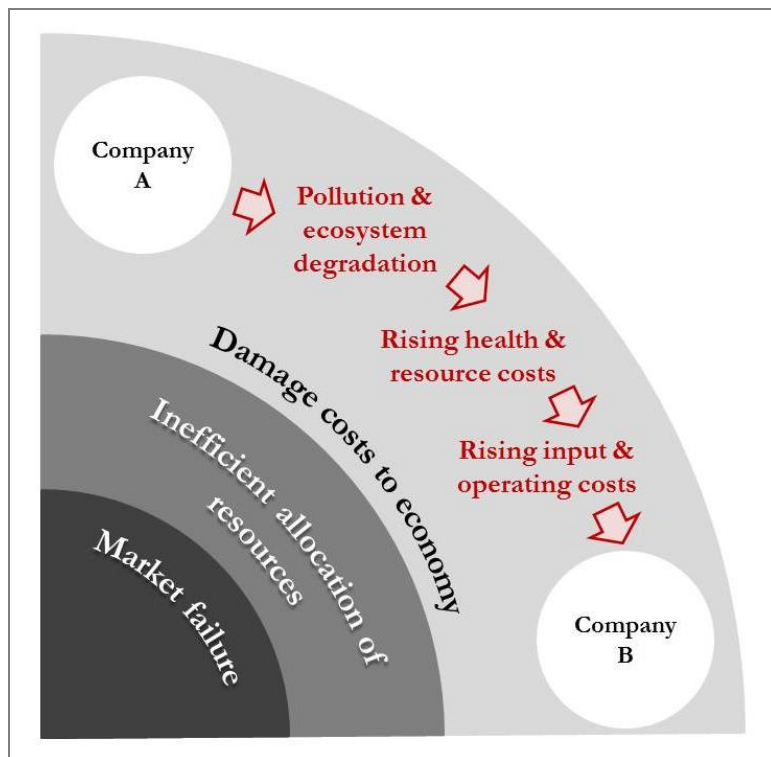 Company
A
Pollution &
ecosystem
degradation
Rising health &
resource costs
Rising input &
operating costs
Company
B
Damage costs to economy
Inefficient allocation of
resources
Market failure